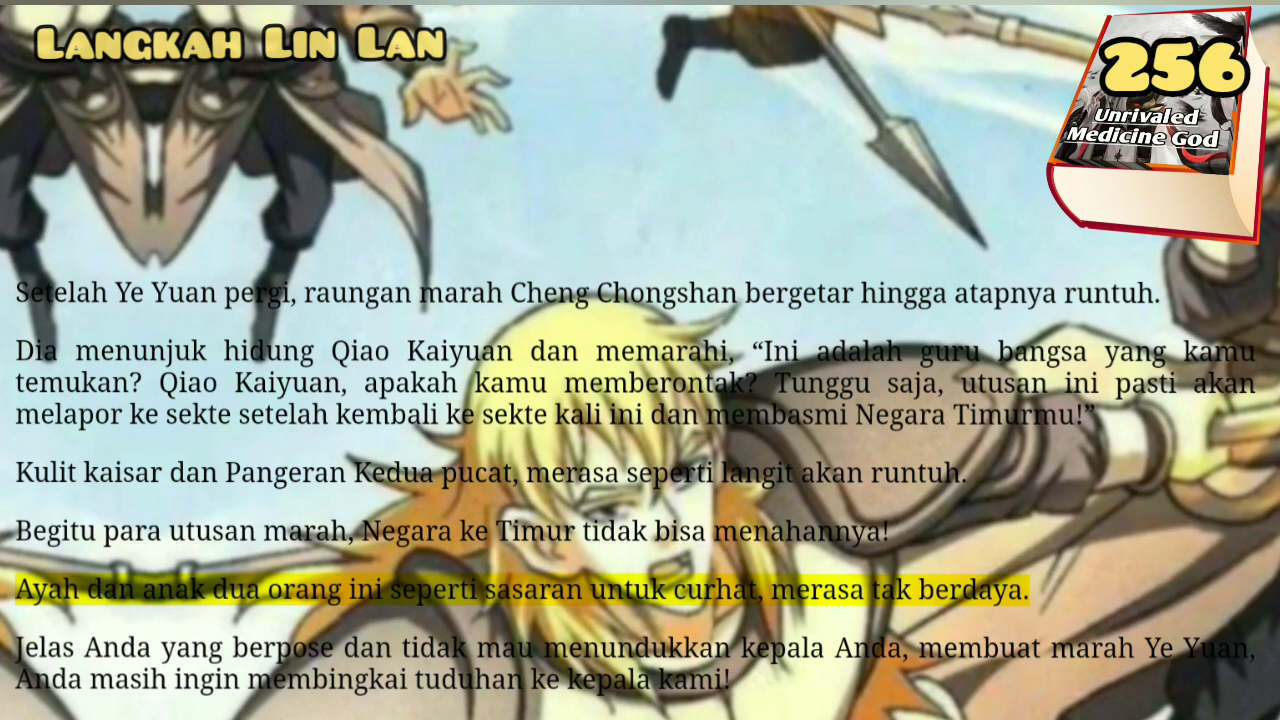 Langkah Lin Lan
256
Unrivaled
Medicine God
Setelah Ye Yuan pergi, raungan marah Cheng Chongshan bergetar hingga atapnya runtuh.
Dia menunjuk hidung Qiao Kaiyuan dan memarahi, “Ini adalah guru bangsa yang kamu
temukan? Qiao Kaiyuan, apakah kamu memberontak? Tunggu saja, utusan ini pasti akan
melapor ke sekte setelah kembali ke sekte kali ini dan membasmi Negara Timurmu!”
Kulit kaisar dan Pangeran Kedua pucat, merasa seperti langit akan runtuh.
Begitu para utusan marah, Negara ke Timur tidak bisa menahannya!
Ayah dan anak dua orang ini seperti sasaran untuk curhat, merasa tak berdaya.
Jelas Anda yang berpose dan tidak mau menundukkan kepala Anda, membuat marah Ye Yuan,
Anda masih ingin membingkai tuduhan ke kepala kami!